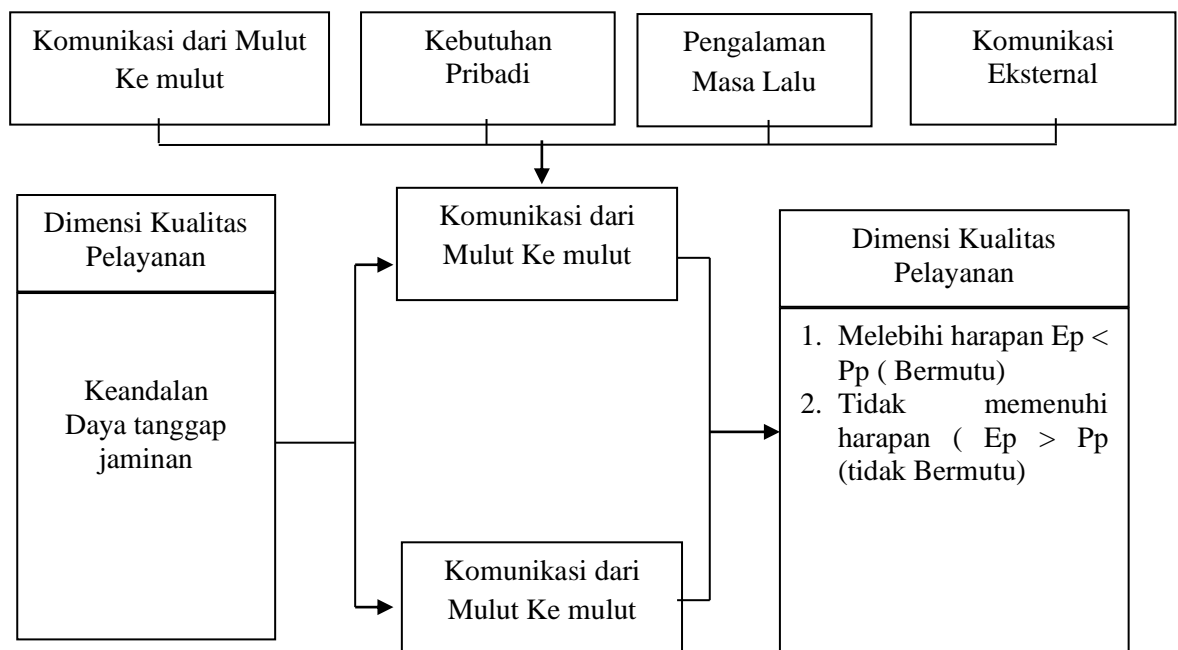 Komunikasi dari Mulut
Ke mulut
Kebutuhan
Pribadi
Pengalaman
Masa Lalu
Komunikasi
Eksternal
Dimensi Kualitas
Pelayanan
Keandalan
Daya tanggap
jaminan
Komunikasi dari
Mulut Ke mulut
Komunikasi dari
Mulut Ke mulut
Dimensi Kualitas
Pelayanan
1. Melebihi harapan Ep <
Pp ( Bermutu)
2. Tidak memenuhi
harapan ( Ep > Pp
(tidak Bermutu)